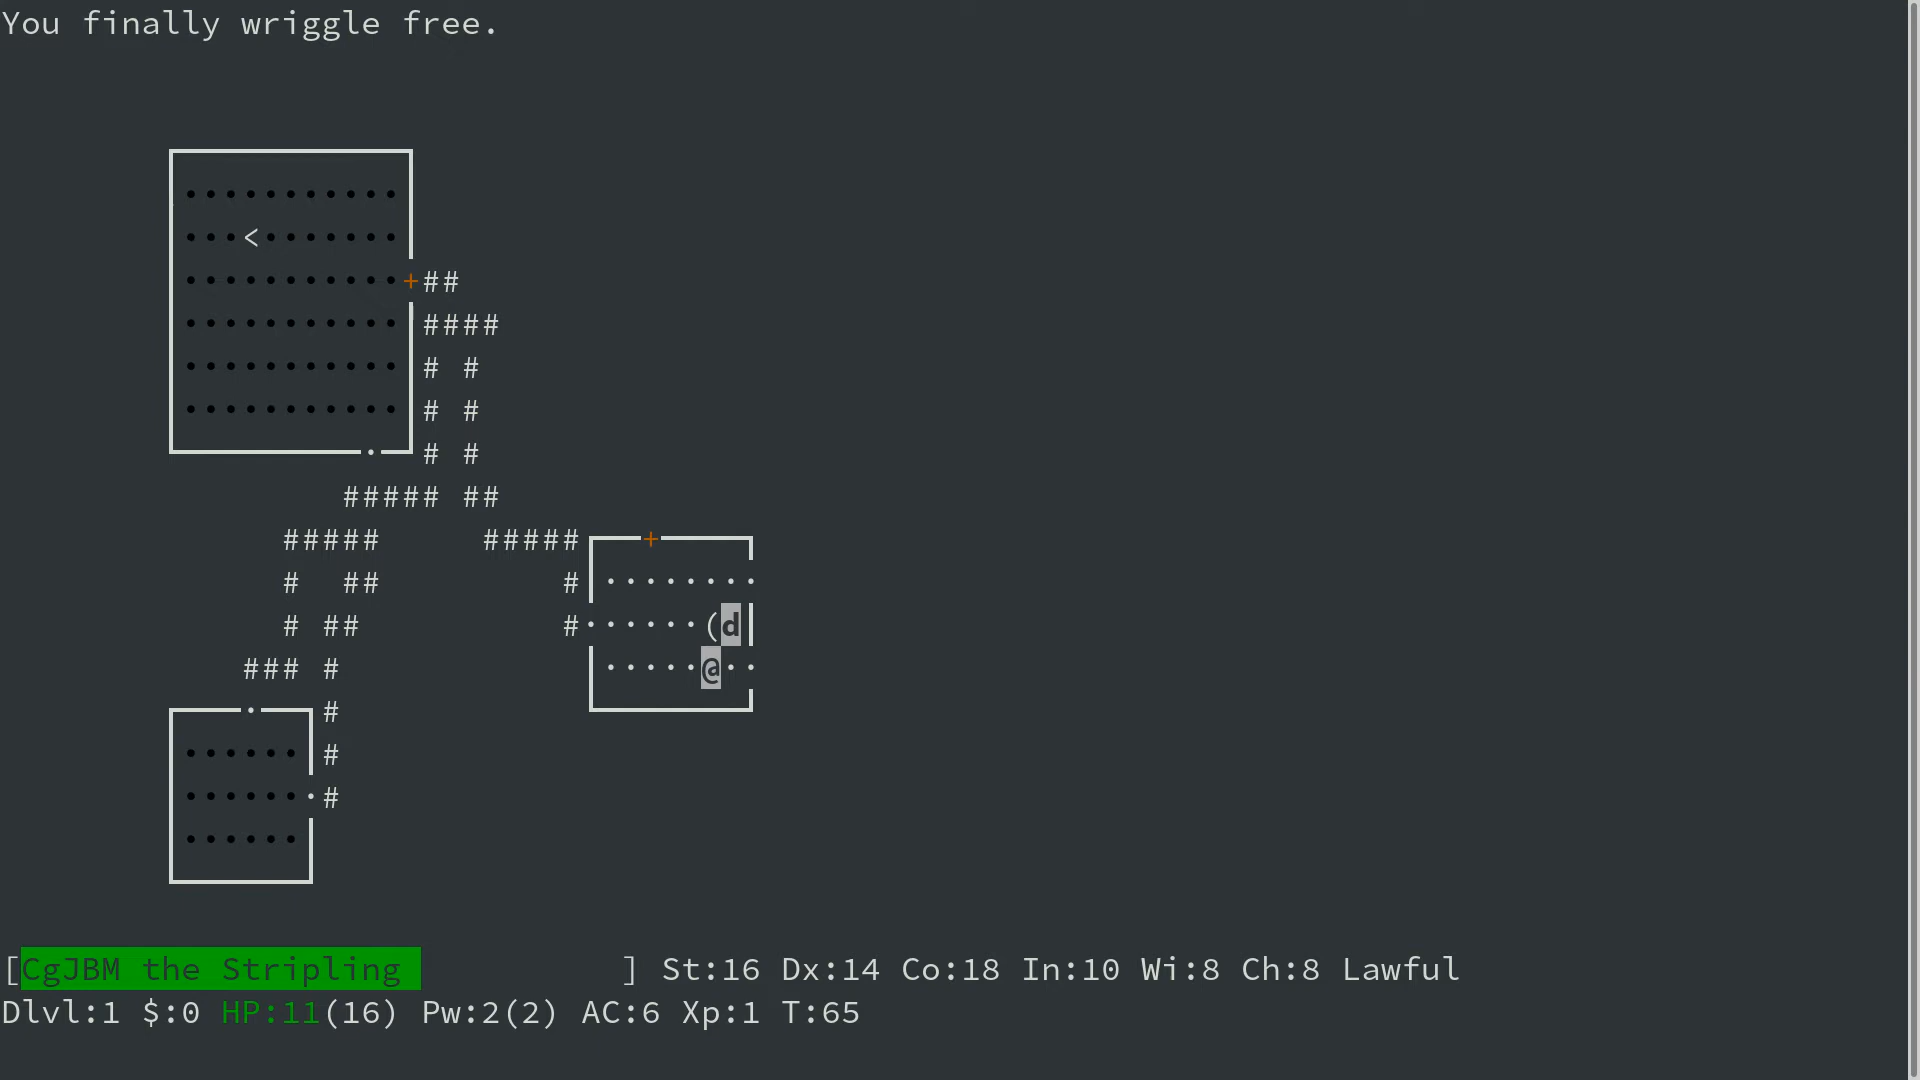 You finally wriggle free.
...........
...<.......
..........+##
..........####
..........# #
..........# #
.# #
##### ##
##### #####+
# ## #........
# ## #......(d
### # .....@..
.#
......#
.......#
......
[CgJBM the Stripling ] St:16 Dx:14 Co:18 In:10 Wi:8 Ch:8 Lawful
Dlvl:1 $:0 HP:11(16) Pw:2(2) AC:6 Xp:1 T:65